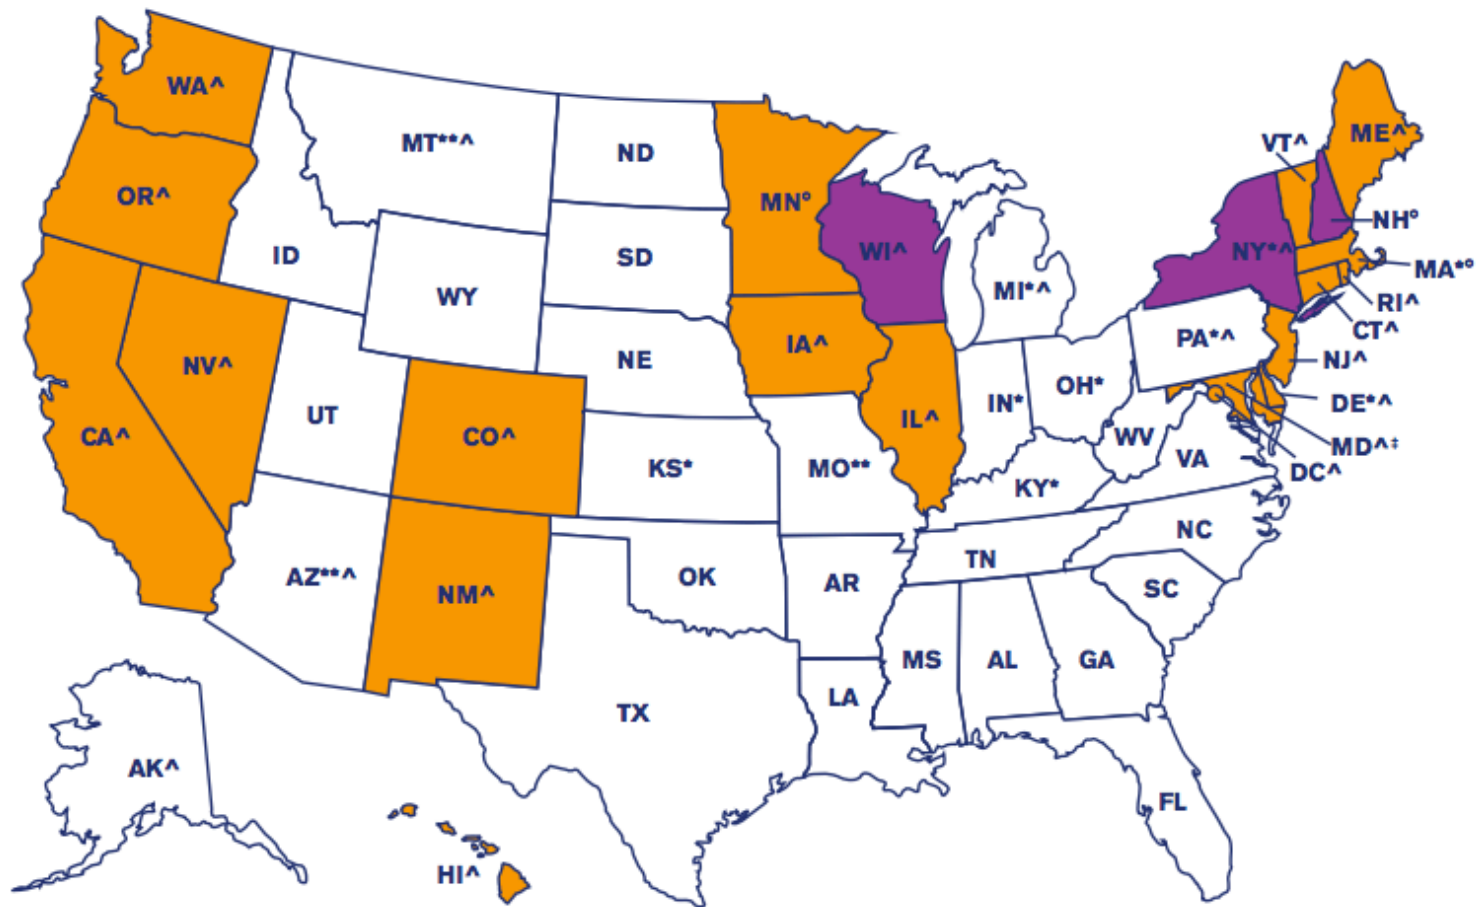 WA^
MT**^
ND
MN°
VT^
ME^
OR^
ID
SD
WI^
NY*^
NH°
MA*°
WY
MI*^
RI^
CT^
NV^
NE
IA^
PA*^
NJ^
UT
CO^
IL^
IN*
OH*
DE*^
CA^
KS*
MO**
WV
VA
MD^‡
DC^
KY*
AZ**^
NM^
OK
AR
TN
NC
SC
MS
AL
GA
TX
LA
AK^
HI^
FL